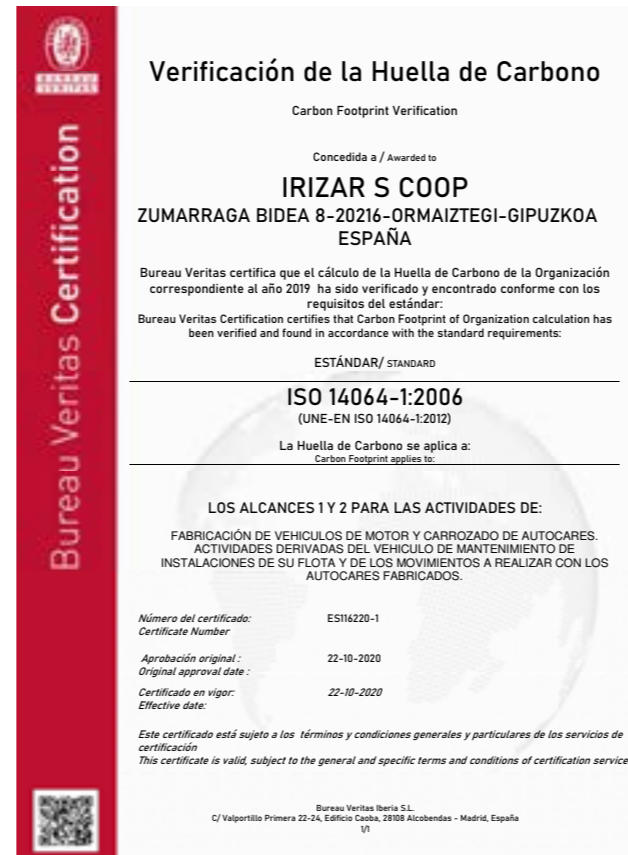 BUREAU
VERITAS
Bureau Veritas Certification
Verificación de la Huella de Carbono
Carbon Footprint Verification
Concedida a / Awarded to
IRIZAR S COOP
ZUMARRAGA BIDEA 8-20216-ORMAIZTEGI-GIPUZKOA
ESPAÑA
Bureau Veritas certifica que el cálculo de la Huella de Carbono de la Organización
correspondiente al año 2019 ha sido verificado y encontrado conforme con los
requisitos del estándar:
Bureau Veritas Certification certifies that Carbon Footprint of Organization calculation has
been verified and found in accordance with the standard requirements:
ESTÁNDAR/ STANDARD
ISO 14064-1:2006
(UNE-EN ISO 14064-1:2012)
La Huella de Carbono se aplica a:
Carbon Footprint applies to:
LOS ALCANCES 1 Y 2 PARA LAS ACTIVIDADES DE:
FABRICACIÓN DE VEHICULOS DE MOTOR Y CARROZADO DE AUTOCARES.
ACTIVIDADES DERIVADAS DEL VEHICULO DE MANTENIMIENTO DE
INSTALACIONES DE SU FLOTA Y DE LOS MOVIMIENTOS A REALIZAR CON LOS
AUTOCARES FABRICADOS.
Número del certificado: ES116220-1
Certificate Number
Aprobación original : 22-10-2020
Original approval date :
Certificado en vigor: 22-10-2020
Effective date:
Este certificado está sujeto a los términos y condiciones generales y particulares de los servicios de
certificación
This certificate is valid, subject to the general and specific terms and conditions of certification service
Bureau Veritas Iberia S.L.
C/ Valportillo Primera 22-24, Edificio Caoba, 28108 Alcobendas - Madrid, España
1/1